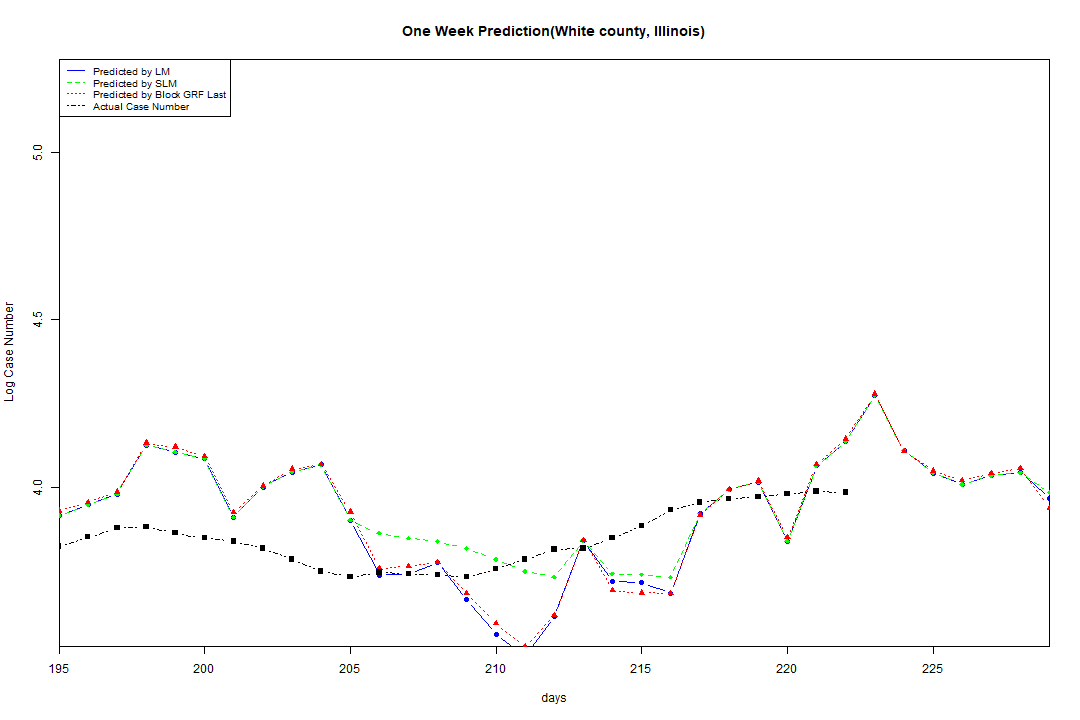 One Week Prediction(White county, Illinois)
Predicted by LM
Predicted by SLM
Predicted by Block GRF Last
Actual Case Number
5.0
4.5
4.0
Log Case Number
195 200 205 210 215 220 225
days